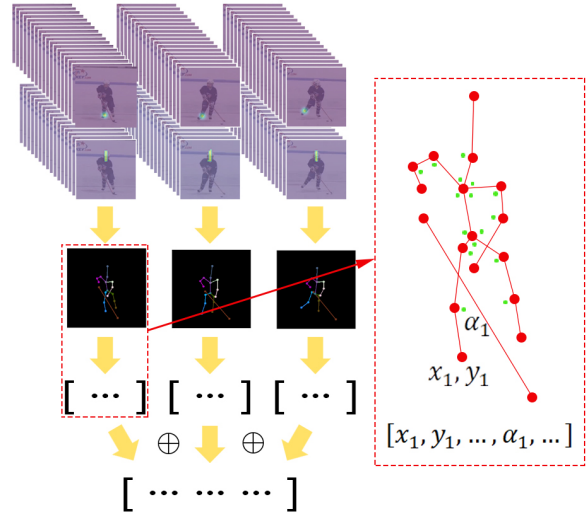 α₁
x₁, y₁
[x₁, y₁, ..., α₁, ...]
[ ... ] [ ... ] [ ... ]
⊕ ⊕
[ ... ... ... ]